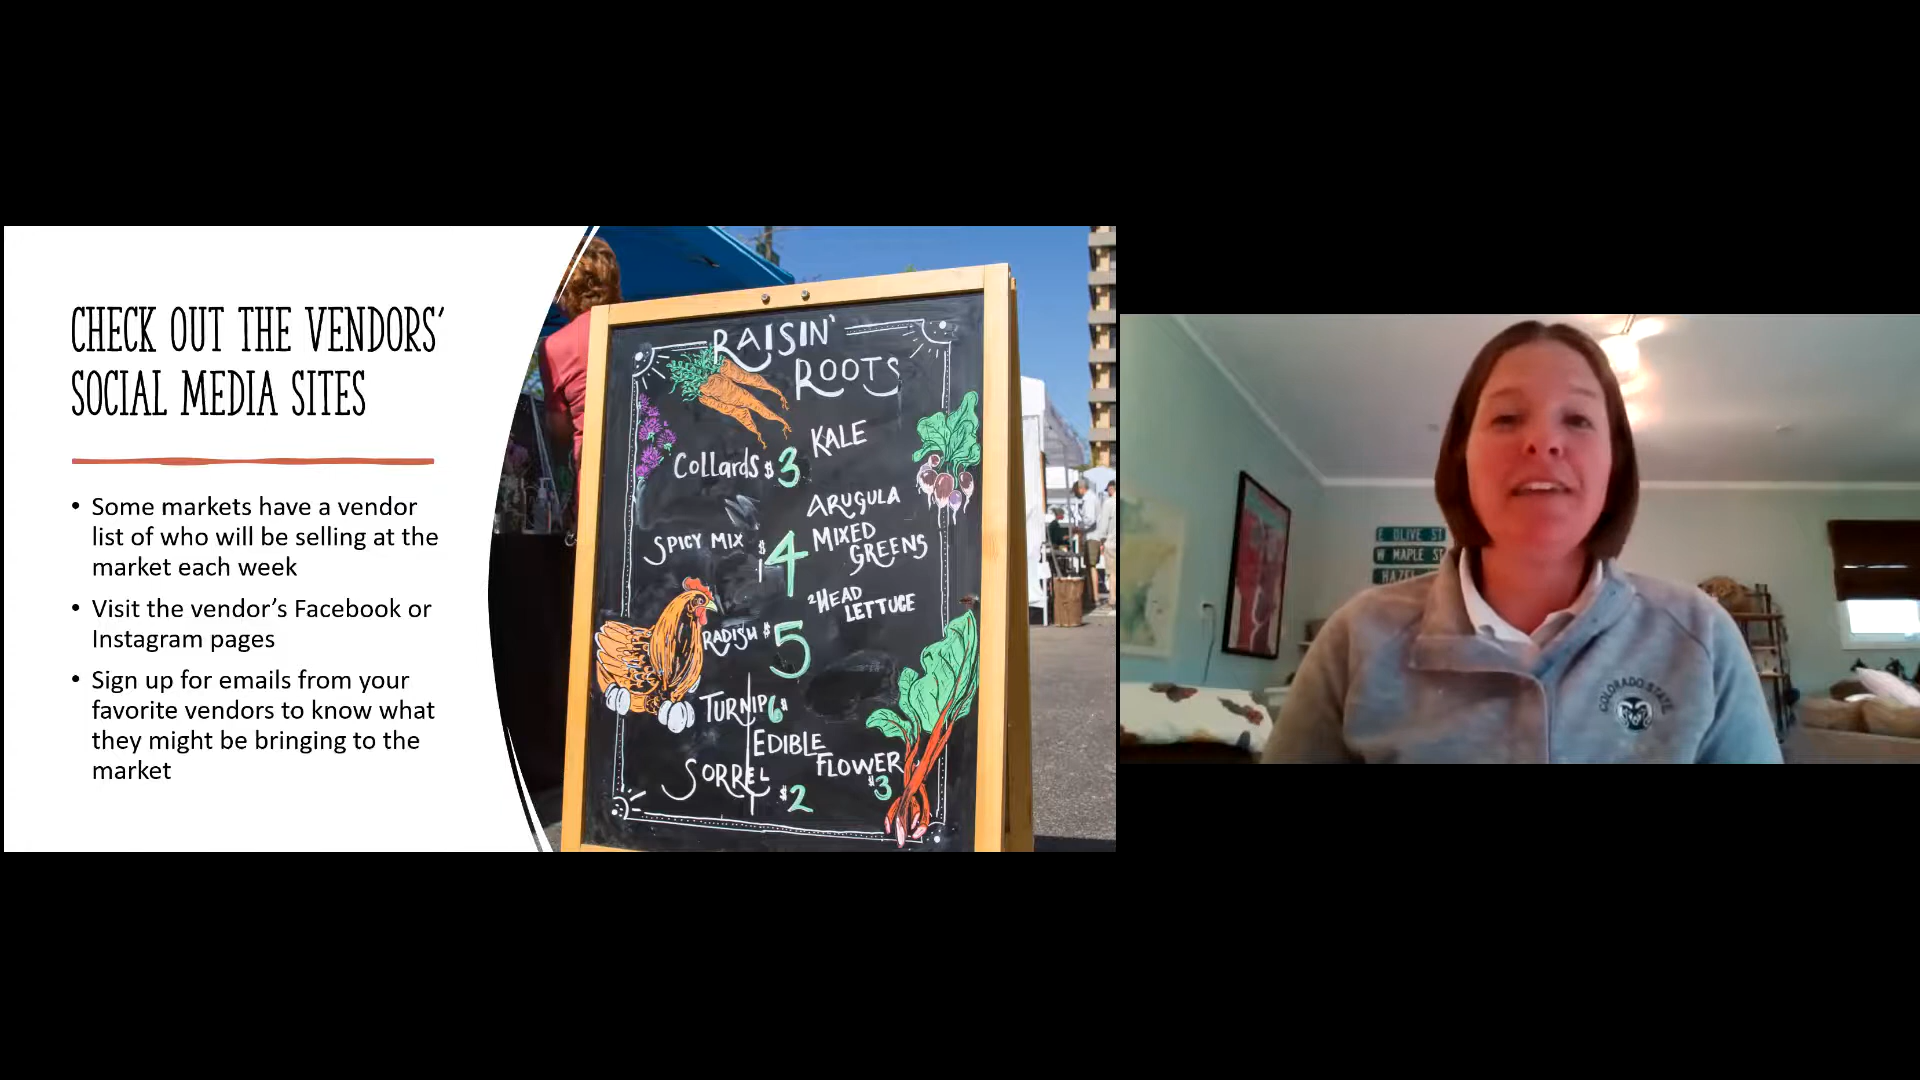 CHECK OUT THE VENDORS'
SOCIAL MEDIA SITES
• Some markets have a vendor
list of who will be selling at the
market each week
• Visit the vendor's Facebook or
Instagram pages
• Sign up for emails from your
favorite vendors to know what
they might be bringing to the
market
RAISIN'
ROOTS
KALE
Collards $3
ARUGULA
SPICY MIX $4 MIXED
GREENS
2 HEAD
LETTUCE
RADISH $5
TURNIP 6
EDIBLE
FLOWER
$3
SORREL $2
E OLIVE ST
W MAPLE ST
HAZEL
COLORADO STATE